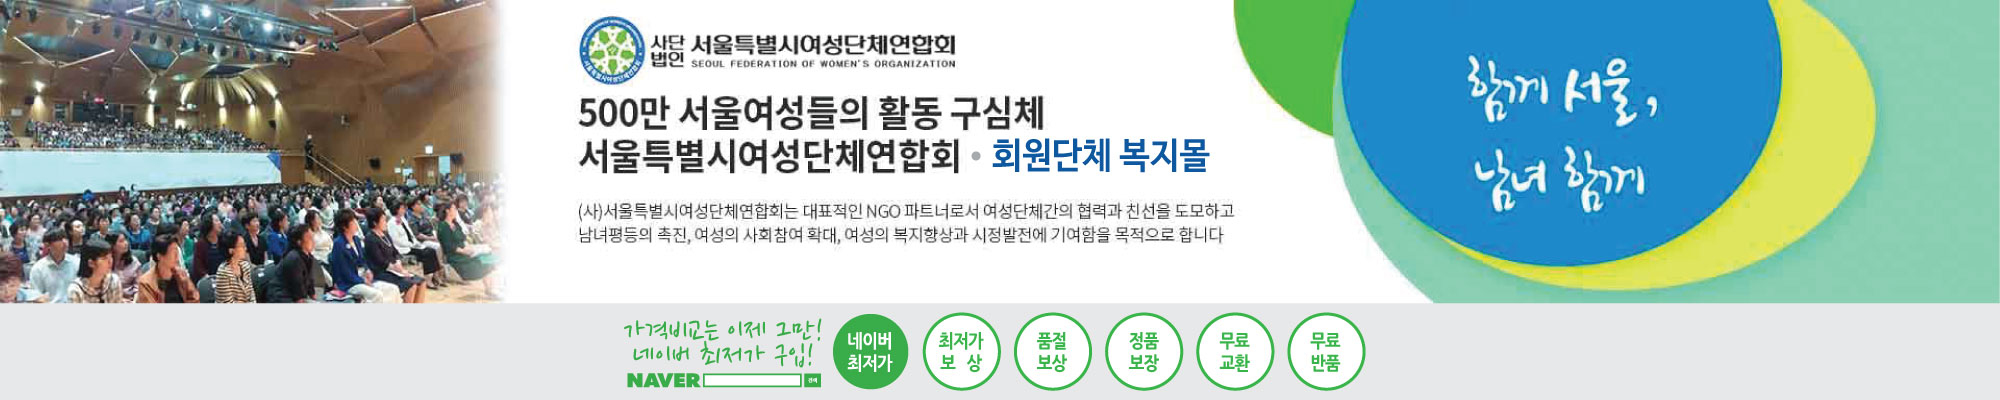 사단
법인 서울특별시여성단체연합회
SEOUL FEDERATION OF WOMEN'S ORGANIZATION
500만 서울여성들의 활동 구심체
서울특별시여성단체연합회 • 회원단체 복지몰
(사)서울특별시여성단체연합회는 대표적인 NGO 파트너로서 여성단체간의 협력과 친선을 도모하고
남녀평등의 촉진, 여성의 사회참여 확대, 여성의 복지향상과 시정발전에 기여함을 목적으로 합니다
함께 서울,
남녀 함께
가격비교는 이제 그만!
네이버 최저가 구입!
NAVER 검색
네이버
최저가
최저가
보 상
품절
보상
정품
보장
무료
교환
무료
반품